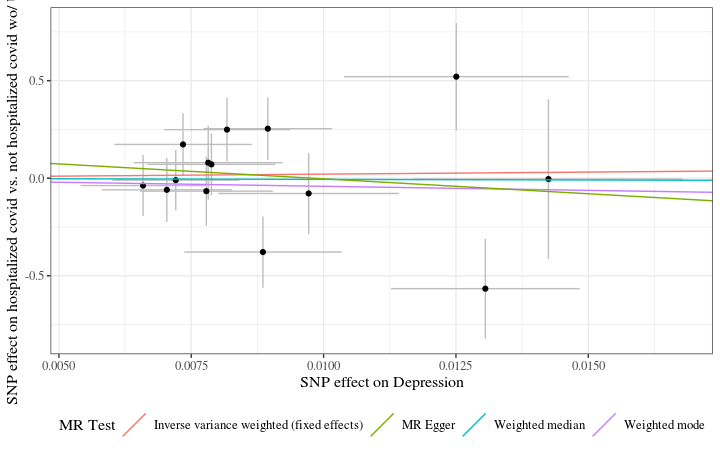 SNP effect on hospitalized covid vs. not hospitalized covid wo/
0.5
0.0
-0.5
0.0050 0.0075 0.0100 0.0125 0.0150
SNP effect on Depression
MR Test Inverse variance weighted (fixed effects) MR Egger Weighted median Weighted mode